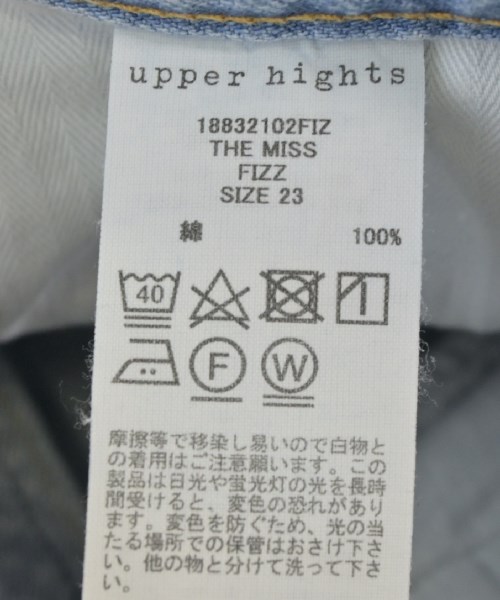 upper hights
18832102FIZ
THE MISS
FIZZ
SIZE 23
綿 100%
40
F W
摩擦等で移染し易いので白物と
の着用はご注意願います。この
製品は日光や蛍光灯の光を長時
間受けると、変色の恐れがあり
ます。変色を防ぐため、光の当
たる場所での保管はおさけ下さ
い。他の物と分けて洗って下さ
い。